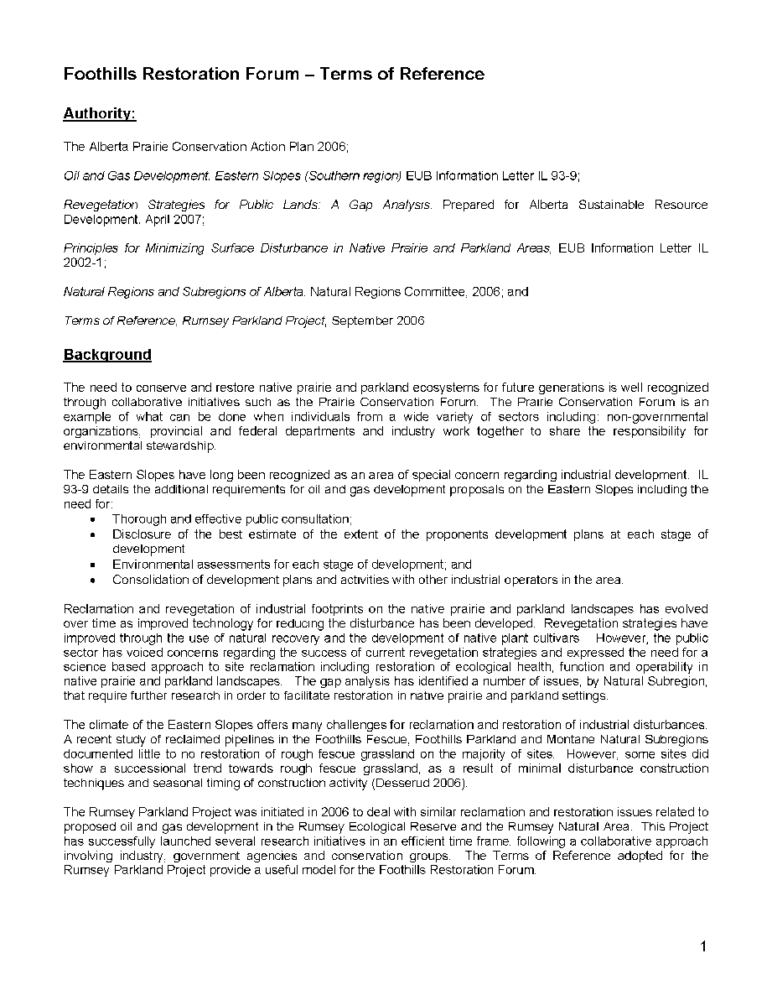 Foothills Restoration Forum – Terms of Reference
Authority:
The Alberta Prairie Conservation Action Plan 2006;
Oil and Gas Development. Eastern Slopes (Southern region) EUB Information Letter IL 93-9;
Revegetation Strategies for Public Lands: A Gap Analysis. Prepared for Alberta Sustainable Resource
Development. April 2007;
Principles for Minimizing Surface Disturbance in Native Prairie and Parkland Areas, EUB Information Letter IL
2002-1;
Natural Regions and Subregions of Alberta. Natural Regions Committee, 2006; and
Terms of Reference, Rumsey Parkland Project, September 2006
Background
The need to conserve and restore native prairie and parkland ecosystems for future generations is well recognized
through collaborative initiatives such as the Prairie Conservation Forum. The Prairie Conservation Forum is an
example of what can be done when individuals from a wide variety of sectors including: non-governmental
organizations, provincial and federal departments and industry work together to share the responsibility for
environmental stewardship.
The Eastern Slopes have long been recognized as an area of special concern regarding industrial development. IL
93-9 details the additional requirements for oil and gas development proposals on the Eastern Slopes including the
need for:
• Thorough and effective public consultation;
• Disclosure of the best estimate of the extent of the proponents development plans at each stage of
development
• Environmental assessments for each stage of development; and
• Consolidation of development plans and activities with other industrial operators in the area.
Reclamation and revegetation of industrial footprints on the native prairie and parkland landscapes has evolved
over time as improved technology for reducing the disturbance has been developed. Revegetation strategies have
improved through the use of natural recovery and the development of native plant cultivars However, the public
sector has voiced concerns regarding the success of current revegetation strategies and expressed the need for a
science based approach to site reclamation including restoration of ecological health, function and operability in
native prairie and parkland landscapes. The gap analysis has identified a number of issues, by Natural Subregion,
that require further research in order to facilitate restoration in native prairie and parkland settings.
The climate of the Eastern Slopes offers many challenges for reclamation and restoration of industrial disturbances.
A recent study of reclaimed pipelines in the Foothills Fescue, Foothills Parkland and Montane Natural Subregions
documented little to no restoration of rough fescue grassland on the majority of sites. However, some sites did
show a successional trend towards rough fescue grassland, as a result of minimal disturbance construction
techniques and seasonal timing of construction activity (Desserud 2006).
The Rumsey Parkland Project was initiated in 2006 to deal with similar reclamation and restoration issues related to
proposed oil and gas development in the Rumsey Ecological Reserve and the Rumsey Natural Area. This Project
has successfully launched several research initiatives in an efficient time frame. following a collaborative approach
involving industry, government agencies and conservation groups. The Terms of Reference adopted for the
Rumsey Parkland Project provide a useful model for the Foothills Restoration Forum.
1